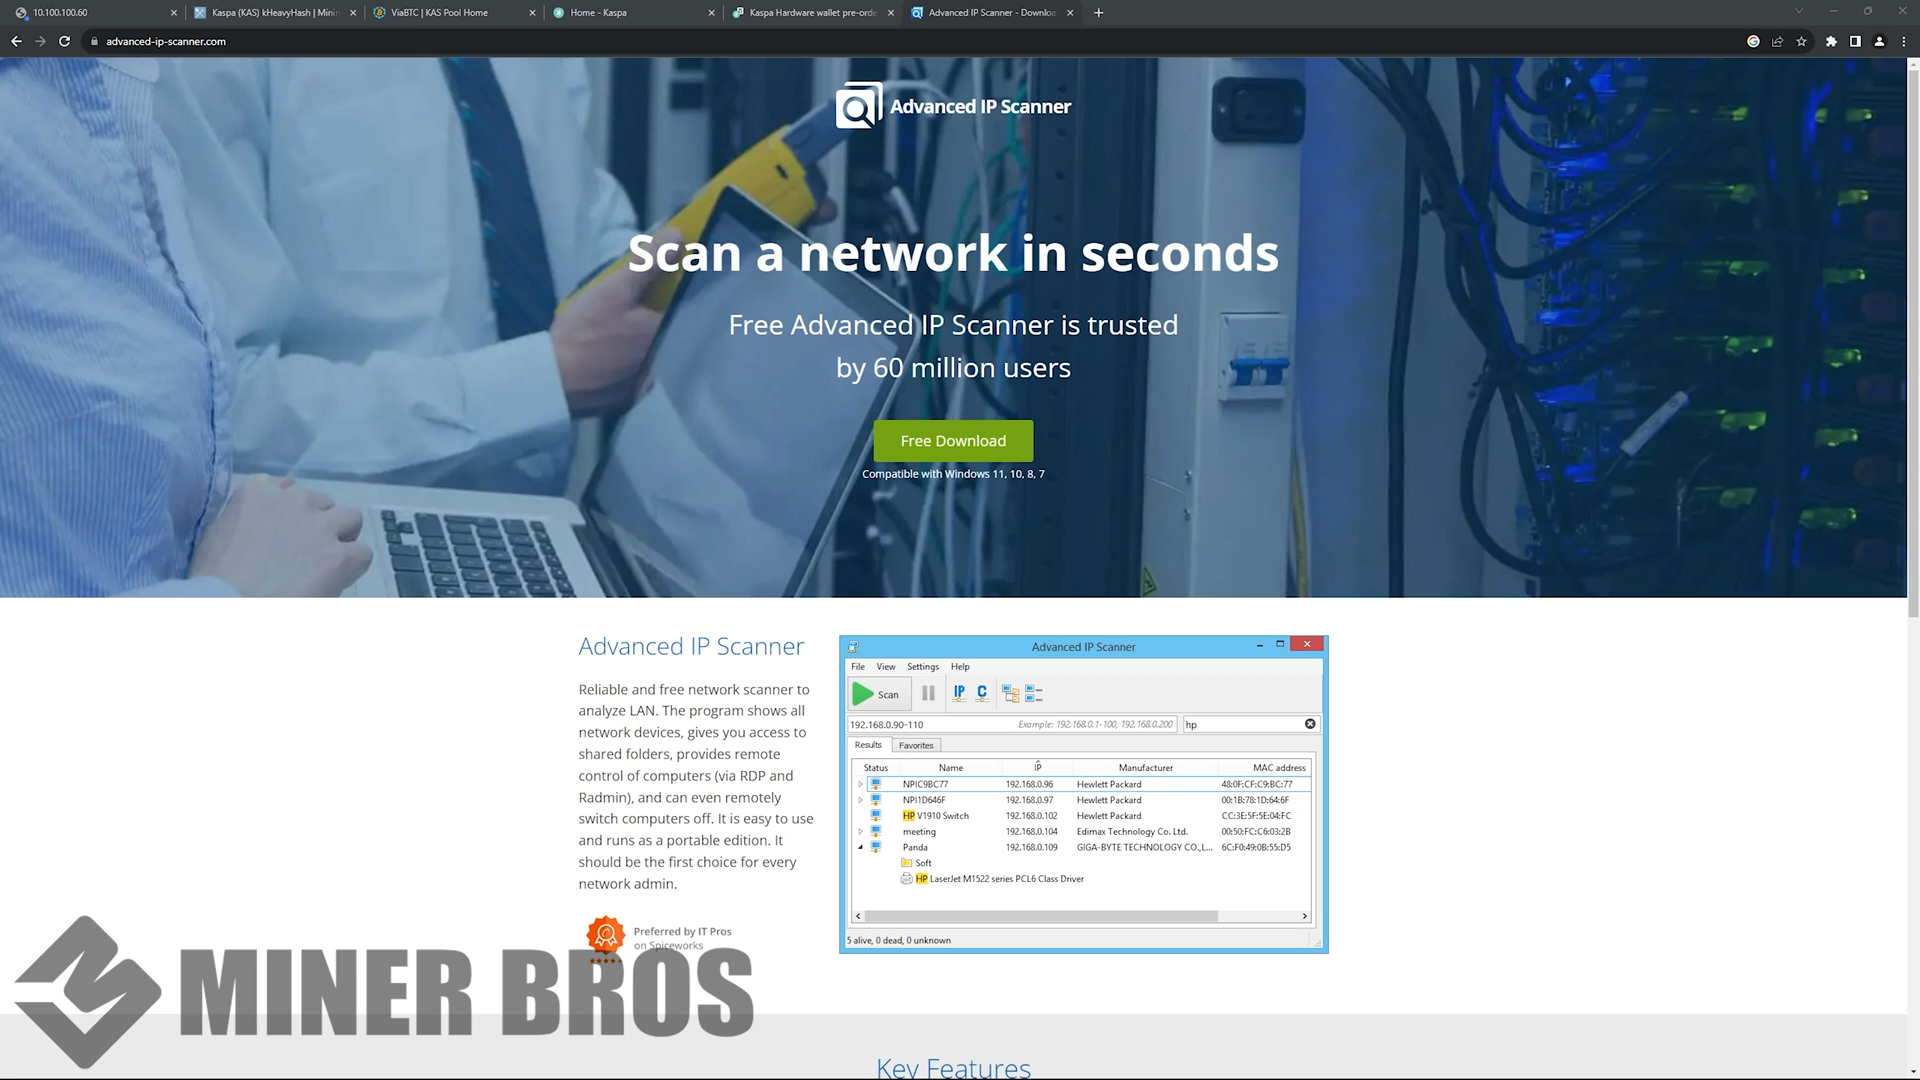 10.100.100.60
Kaspa (KAS) kHeavyHash | Minin
ViaBTC | KAS Pool Home
Home - Kaspa
Kaspa Hardware wallet pre-orde
Advanced IP Scanner - Downloa
advanced-ip-scanner.com
Advanced IP Scanner
Scan a network in seconds
Free Advanced IP Scanner is trusted
by 60 million users
Free Download
Compatible with Windows 11, 10, 8, 7
Advanced IP Scanner
Reliable and free network scanner to
analyze LAN. The program shows all
network devices, gives you access to
shared folders, provides remote
control of computers (via RDP and
Radmin), and can even remotely
switch computers off. It is easy to use
and runs as a portable edition. It
should be the first choice for every
network admin.
Preferred by IT Pros
on Spiceworks
Advanced IP Scanner
File View Settings Help
Scan IP C
192.168.0.90-110 Example: 192.168.0.1-100, 192.168.0.200 hp
Results Favorites
Status Name IP Manufacturer MAC address
NPIC9BC77 192.168.0.96 Hewlett Packard 48:0F:CF:C9:BC:77
NPI1D646F 192.168.0.97 Hewlett Packard 00:1B:78:1D:64:6F
HP V1910 Switch 192.168.0.102 Hewlett Packard CC:3E:5F:5E:04:FC
meeting 192.168.0.104 Edimax Technology Co. Ltd. 00:50:FC:C6:03:2B
Panda 192.168.0.109 GIGA-BYTE TECHNOLOGY CO.,L... 6C:F0:49:0B:55:D5
Soft
HP LaserJet M1522 series PCL6 Class Driver
5 alive, 0 dead, 0 unknown
MINER BROS
Key Features